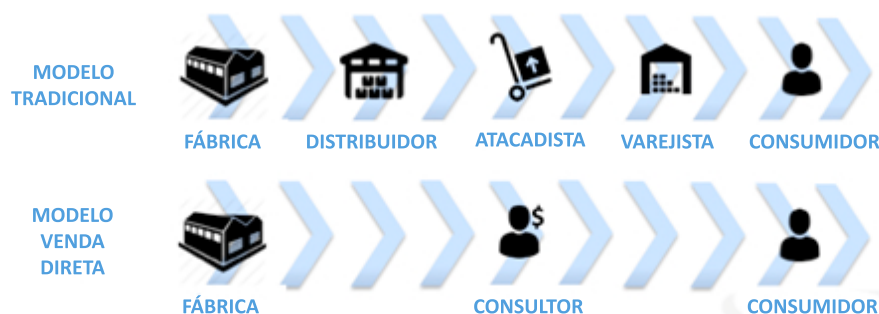 MODELO
TRADICIONAL
FÁBRICA
DISTRIBUIDOR
ATACADISTA
VAREJISTA
CONSUMIDOR
MODELO
VENDA
DIRETA
$
FÁBRICA
CONSULTOR
CONSUMIDOR